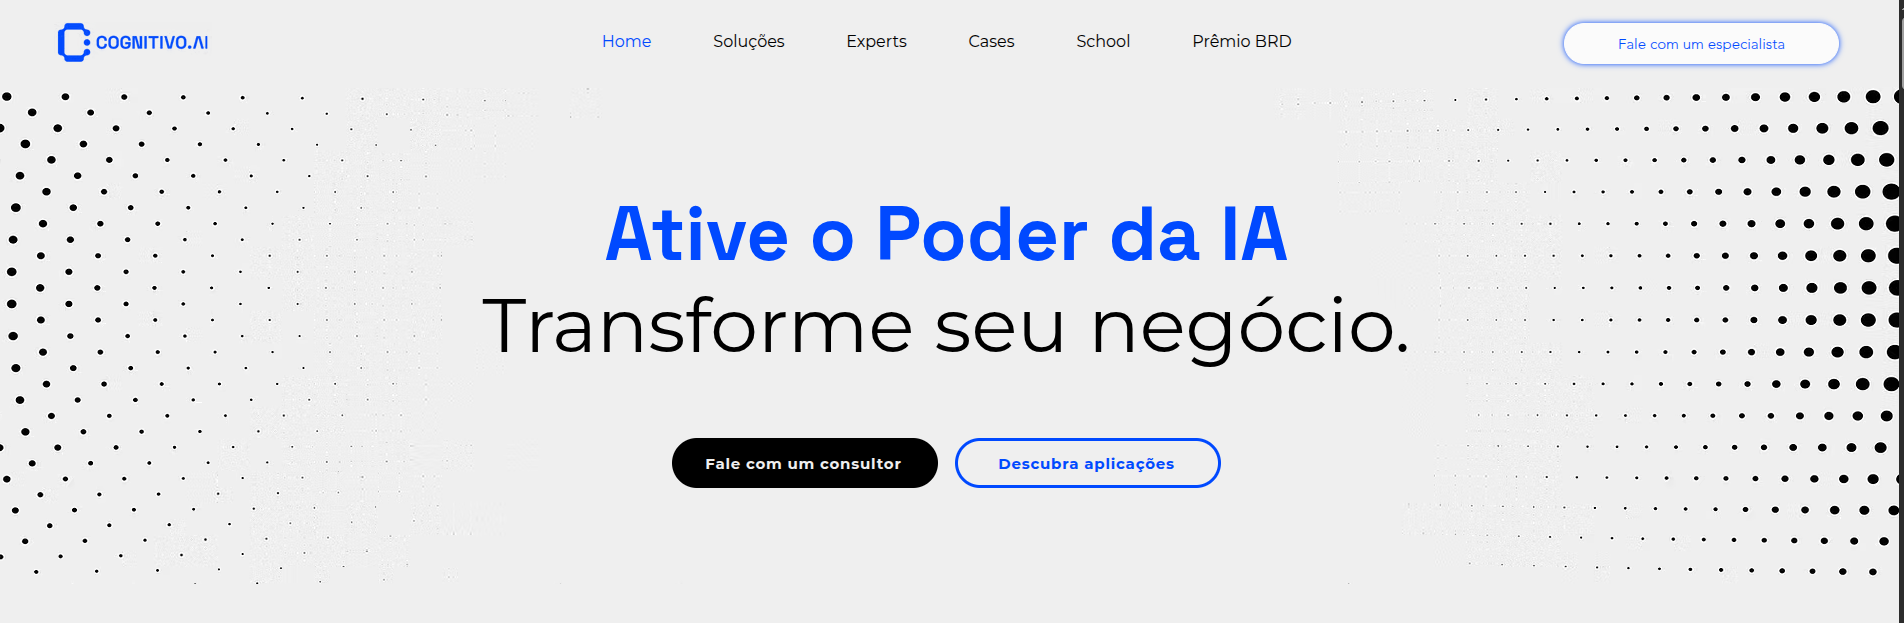 COGNITIVO.AI
Home Soluções Experts Cases School Prêmio BRD
Fale com um especialista
Ative o Poder da IA
Transforme seu negócio.
Fale com um consultor
Descubra aplicações